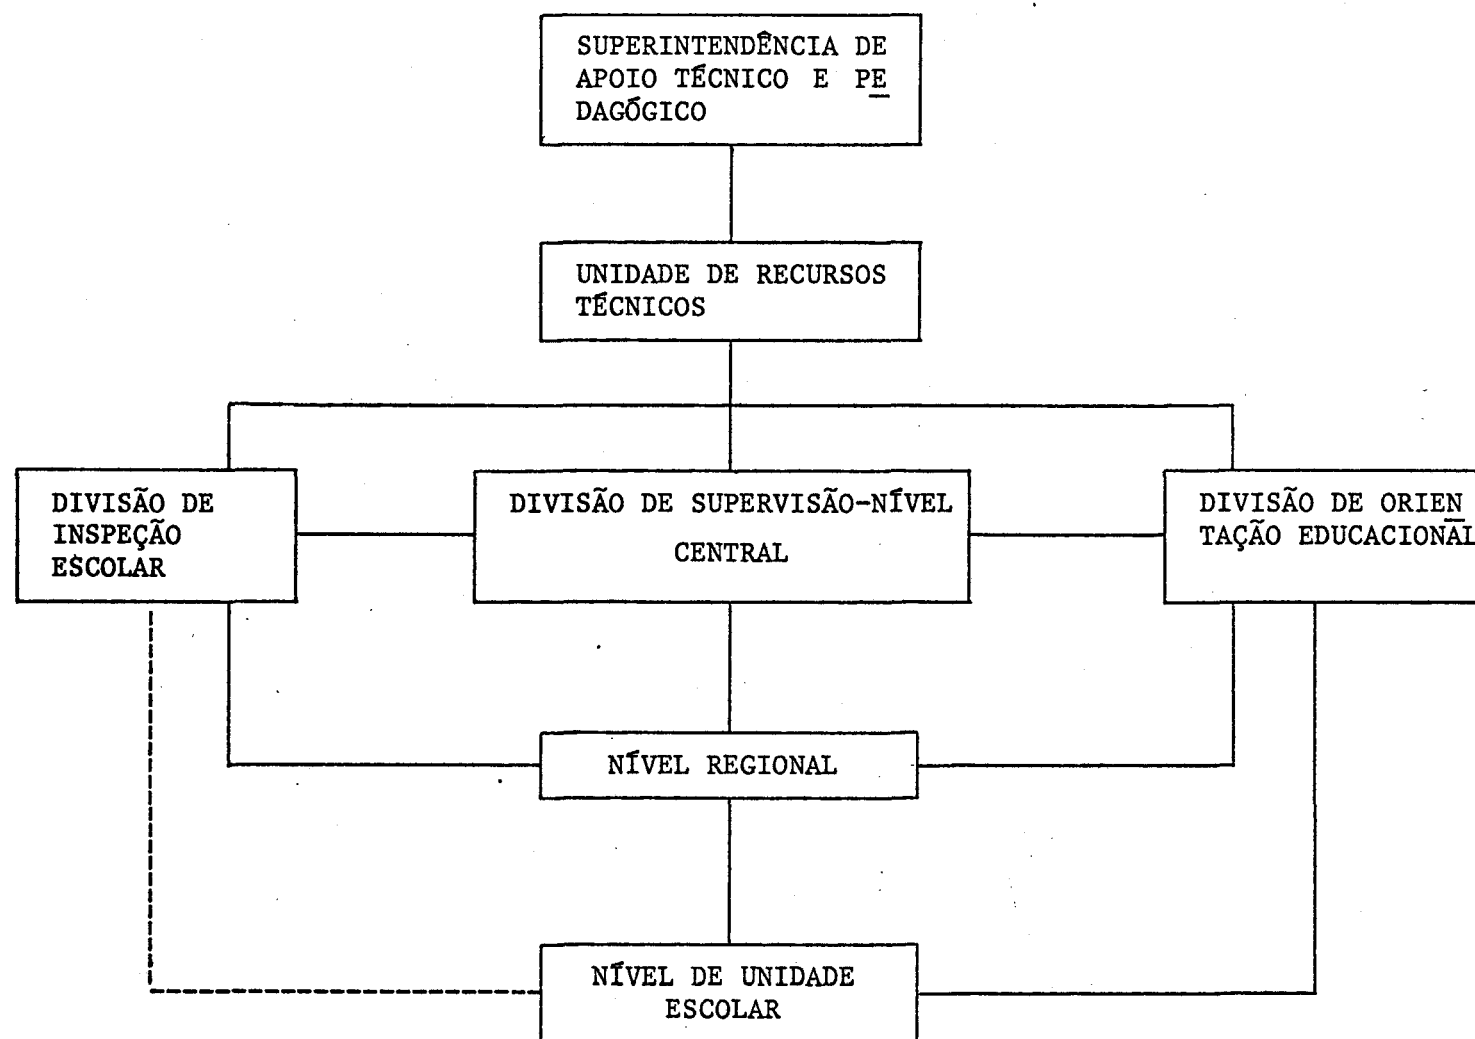 SUPERINTENDÊNCIA DE
APOIO TÉCNICO E PE
DAGÓGICO
UNIDADE DE RECURSOS
TÉCNICOS
DIVISÃO DE
INSPEÇÃO
ESCOLAR
DIVISÃO DE SUPERVISÃO-NÍVEL
CENTRAL
DIVISÃO DE ORIEN
TAÇÃO EDUCACIONAL
NÍVEL REGIONAL
NÍVEL DE UNIDADE
ESCOLAR